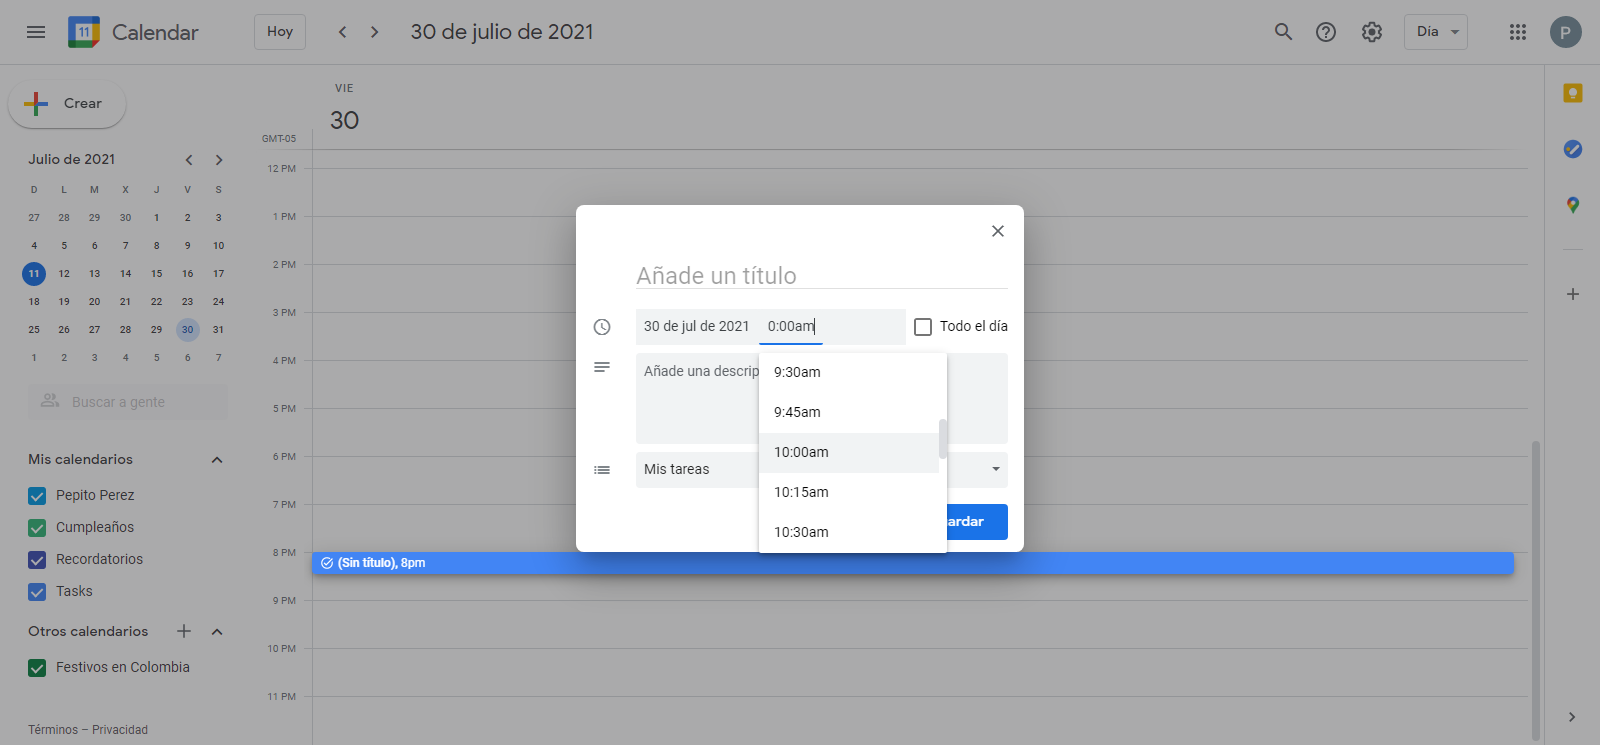 11 Calendar
Hoy
30 de julio de 2021
Día
P
Crear
Julio de 2021
D L M X J V S
27 28 29 30 1 2 3
4 5 6 7 8 9 10
11 12 13 14 15 16 17
18 19 20 21 22 23 24
25 26 27 28 29 30 31
1 2 3 4 5 6 7
Buscar a gente
Mis calendarios
Pepito Perez
Cumpleaños
Recordatorios
Tasks
Otros calendarios
Festivos en Colombia
Términos – Privacidad
VIE
30
GMT-05
12 PM
1 PM
2 PM
3 PM
4 PM
5 PM
6 PM
7 PM
8 PM
9 PM
10 PM
11 PM
(Sin título), 8pm
Añade un título
30 de jul de 2021 0:00am Todo el día
Añade una descrip
9:30am
9:45am
10:00am
10:15am
10:30am
Mis tareas
ardar